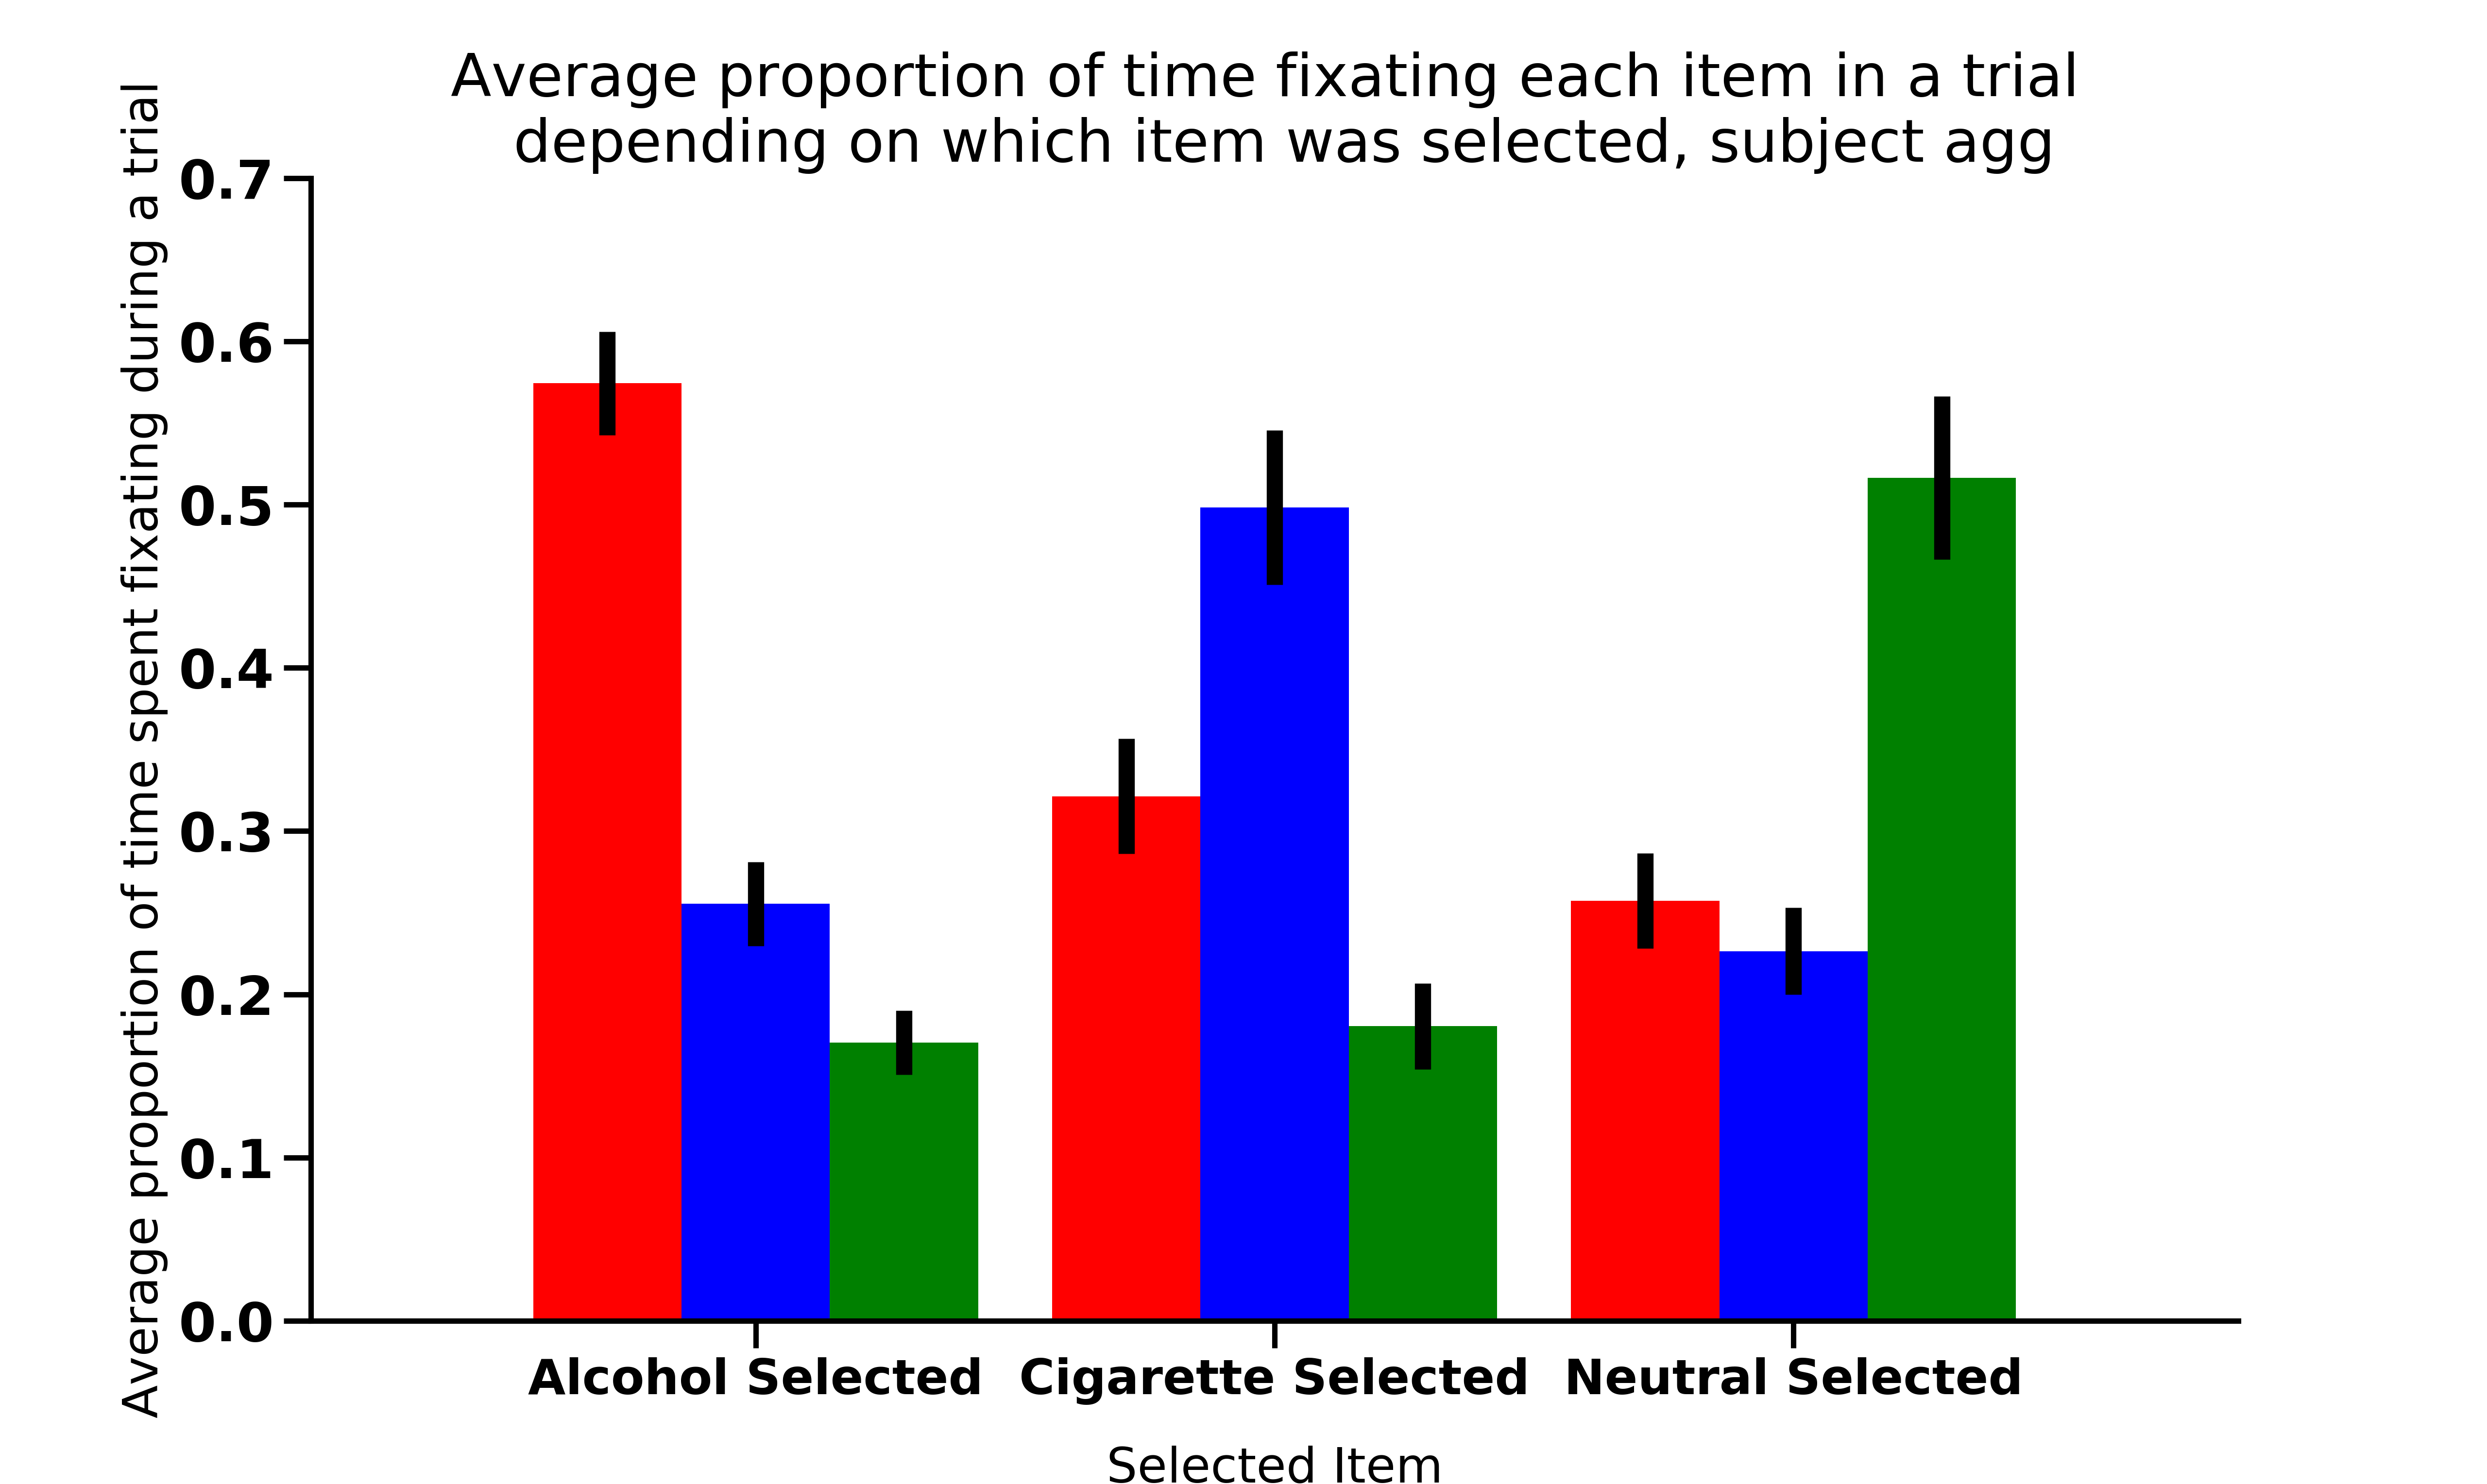 Average proportion of time fixating each item in a trial
depending on which item was selected, subject agg
Average proportion of time spent fixating during a trial
0.7
0.6
0.5
0.4
0.3
0.2
0.1
0.0
Alcohol Selected Cigarette Selected Neutral Selected
Selected Item